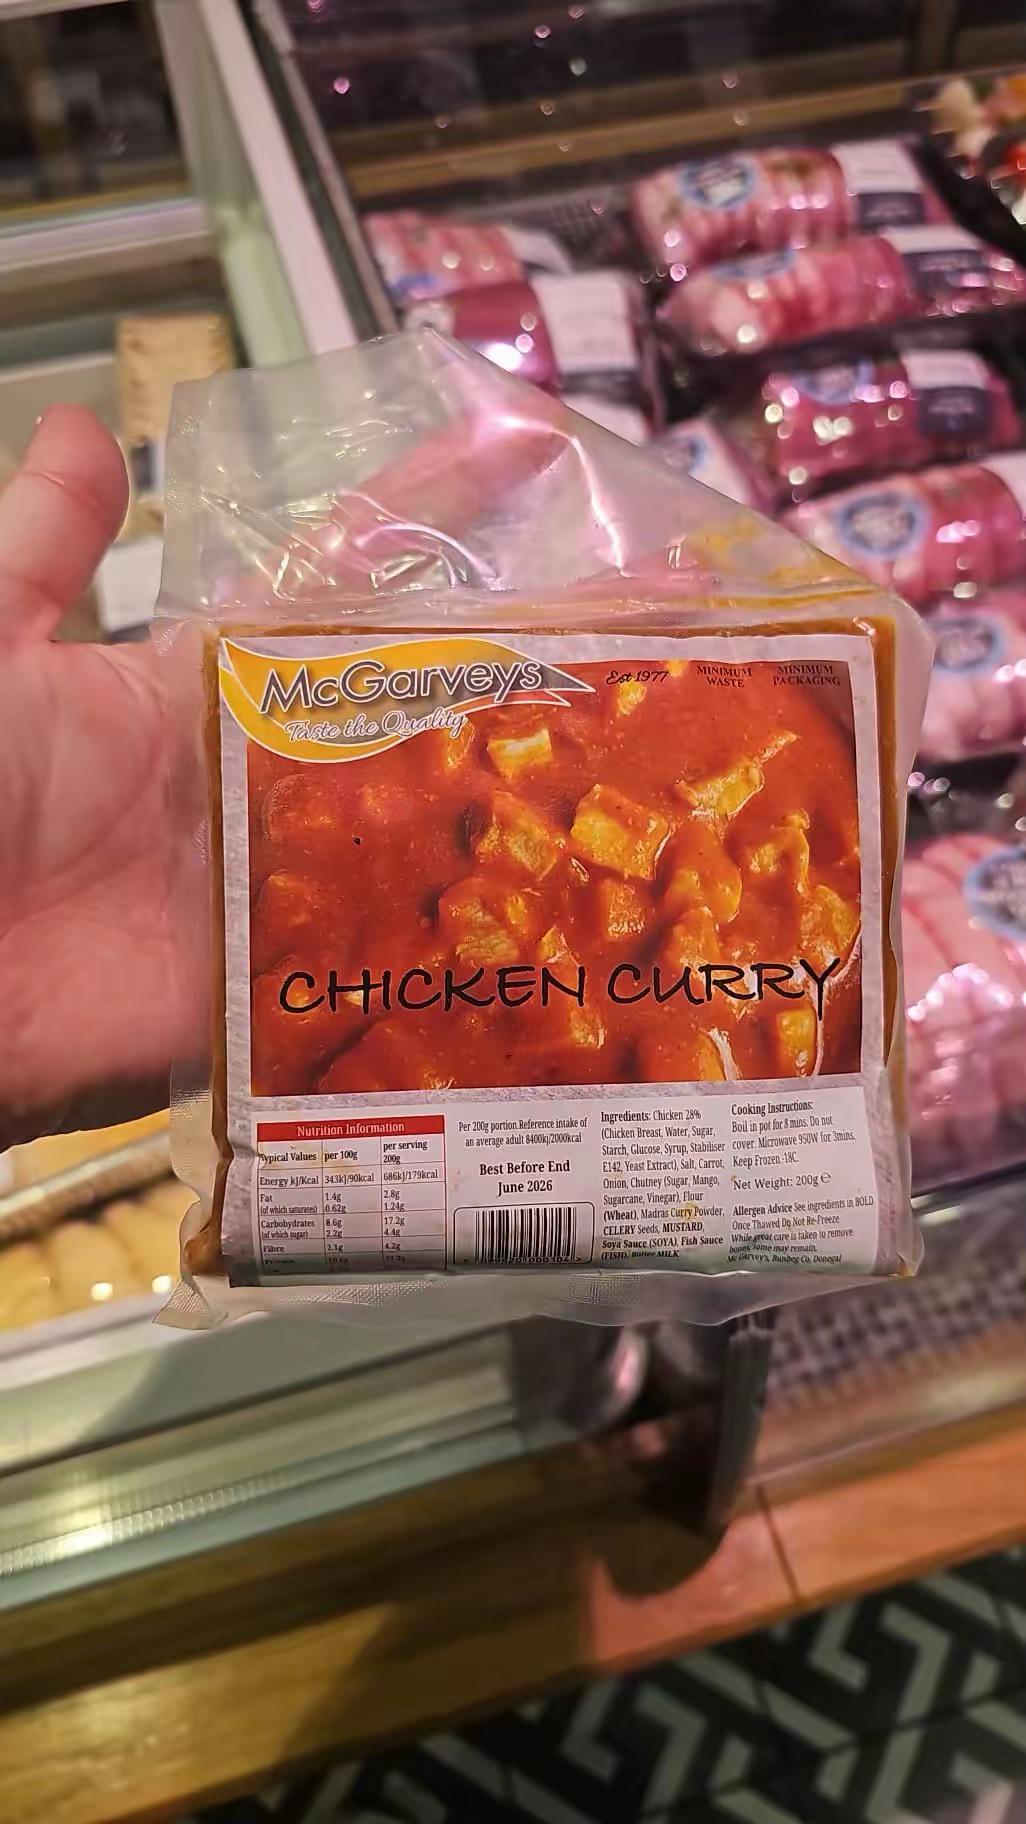 McGarveys
Taste the Quality
Est 1977
MINIMUM
WASTE
MINIMUM
PACKAGING
CHICKEN CURRY
Nutrition Information
Typical Values per 100g per serving 200g
Energy kJ/Kcal 343kJ/90kcal 686kJ/179kcal
Fat 1.4g 2.8g
(of which saturates) 0.62g 1.24g
Carbohydrates 8.6g 17.2g
(of which sugar) 2.2g 4.4g
Fibre 2.1g 4.2g
Per 200g portion.Reference intake of
an average adult 8400kj/2000kcal
Best Before End
June 2026
Ingredients: Chicken 28%
(Chicken Breast, Water, Sugar,
Starch, Glucose, Syrup, Stabiliser
E142, Yeast Extract), Salt, Carrot,
Onion, Chutney (Sugar, Mango,
Sugarcane, Vinegar), Flour
(Wheat), Madras Curry Powder,
CELERY Seeds, MUSTARD,
Soya Sauce (SOYA), Fish Sauce
(FISH), Butter MILK
Cooking Instructions:
Boil in pot for 8 mins. Do not
cover. Microwave 950W for 3mins.
Keep Frozen -18C.
Net Weight: 200g ℮
Allergen Advice See ingredients in BOLD
Once Thawed Do Not Re-Freeze
While great care is taken to remove
bones some may remain.
Mc Garvey's, Bunbeg Co. Donegal